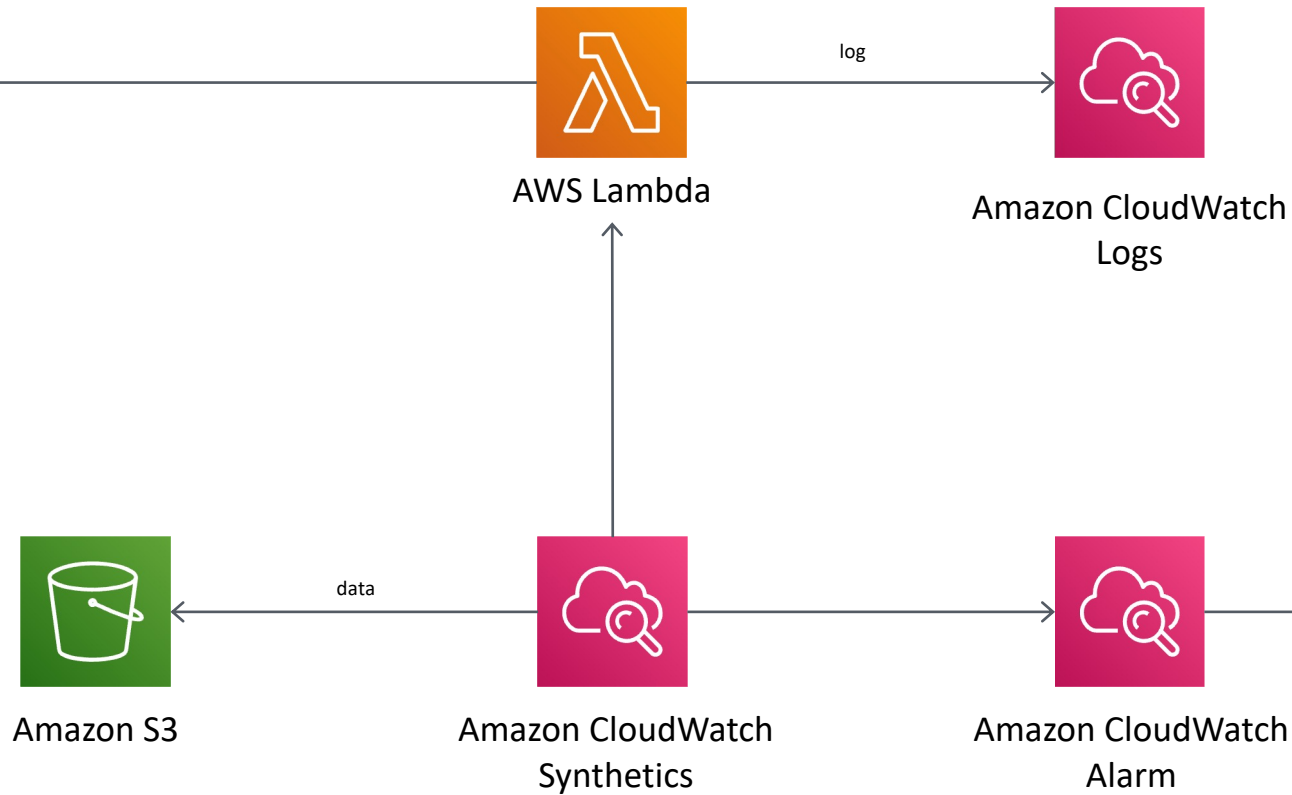 log
AWS Lambda
Amazon CloudWatch
Logs
data
Amazon S3
Amazon CloudWatch
Synthetics
Amazon CloudWatch
Alarm